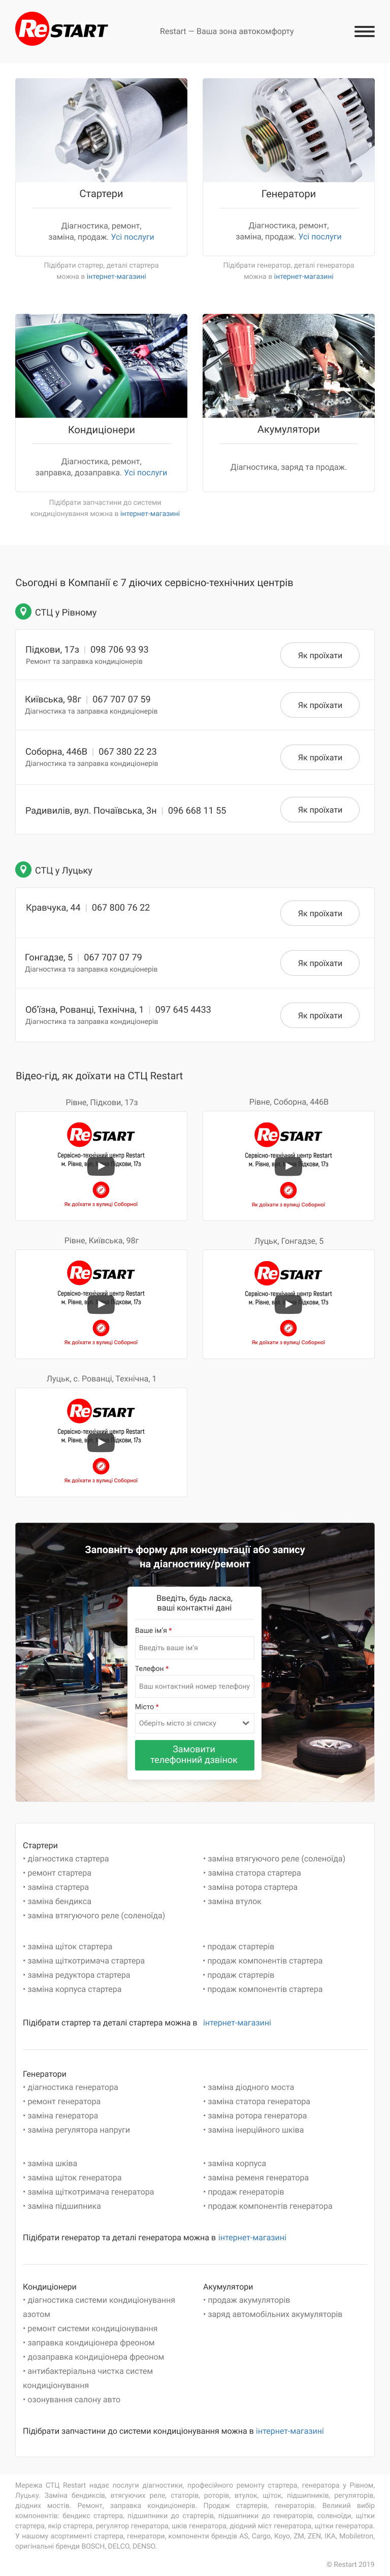 ReSTART
Restart — Ваша зона автокомфорту
Стартери
Діагностика, ремонт,
заміна, продаж. Усі послуги
Підібрати стартер, деталі стартера
можна в інтернет-магазині
Генератори
Діагностика, ремонт,
заміна, продаж. Усі послуги
Підібрати генератор, деталі генератора
можна в інтернет-магазині
Кондиціонери
Діагностика, ремонт,
заправка, дозаправка. Усі послуги
Підібрати запчастини до системи
кондиціонування можна в інтернет-магазині
Акумулятори
Діагностика, заряд та продаж.
Сьогодні в Компанії є 7 діючих сервісно-технічних центрів
СТЦ у Рівному
Підкови, 17з | 098 706 93 93
Ремонт та заправка кондиціонерів
Як проїхати
Київська, 98г | 067 707 07 59
Діагностика та заправка кондиціонерів
Як проїхати
Соборна, 446В | 067 380 22 23
Діагностика та заправка кондиціонерів
Як проїхати
Радивилів, вул. Почаївська, 3н | 096 668 11 55
Як проїхати
СТЦ у Луцьку
Кравчука, 44 | 067 800 76 22
Як проїхати
Гонгадзе, 5 | 067 707 07 79
Діагностика та заправка кондиціонерів
Як проїхати
Об'їзна, Рованці, Технічна, 1 | 097 645 4433
Діагностика та заправка кондиціонерів
Як проїхати
Відео-гід, як доїхати на СТЦ Restart
Рівне, Підкови, 17з
ReSTART
Сервісно-технічний центр Restart
м. Рівне, вул. Підкови, 17з
Як доїхати з вулиці Соборної
Рівне, Соборна, 446В
ReSTART
Сервісно-технічний центр Restart
м. Рівне, вул. Підкови, 17з
Як доїхати з вулиці Соборної
Рівне, Київська, 98г
ReSTART
Сервісно-технічний центр Restart
м. Рівне, вул. Підкови, 17з
Як доїхати з вулиці Соборної
Луцьк, Гонгадзе, 5
ReSTART
Сервісно-технічний центр Restart
м. Рівне, вул. Підкови, 17з
Як доїхати з вулиці Соборної
Луцьк, с. Рованці, Технічна, 1
ReSTART
Сервісно-технічний центр Restart
м. Рівне, вул. Підкови, 17з
Як доїхати з вулиці Соборної
Заповніть форму для консультації або запису
на діагностику/ремонт
Введіть, будь ласка,
ваші контактні дані
Ваше ім'я *
Введіть ваше ім'я
Телефон *
Ваш контактний номер телефону
Місто *
Оберіть місто зі списку
Замовити
телефонний дзвінок
Стартери
• діагностика стартера
• ремонт стартера
• заміна стартера
• заміна бендикса
• заміна втягуючого реле (соленоїда)
• заміна втягуючого реле (соленоїда)
• заміна статора стартера
• заміна ротора стартера
• заміна втулок
• заміна щіток стартера
• заміна щіткотримача стартера
• заміна редуктора стартера
• заміна корпуса стартера
• продаж стартерів
• продаж компонентів стартера
• продаж стартерів
• продаж компонентів стартера
Підібрати стартер та деталі стартера можна в інтернет-магазині
Генератори
• діагностика генератора
• ремонт генератора
• заміна генератора
• заміна регулятора напруги
• заміна діодного моста
• заміна статора генератора
• заміна ротора генератора
• заміна інерційного шківа
• заміна шківа
• заміна щіток генератора
• заміна щіткотримача генератора
• заміна підшипника
• заміна корпуса
• заміна ременя генератора
• продаж генераторів
• продаж компонентів генератора
Підібрати генератор та деталі генератора можна в інтернет-магазині
Кондиціонери
• діагностика системи кондиціонування
азотом
• ремонт системи кондиціонування
• заправка кондиціонера фреоном
• дозаправка кондиціонера фреоном
• антибактеріальна чистка систем
кондиціонування
• озонування салону авто
Акумулятори
• продаж акумуляторів
• заряд автомобільних акумуляторів
Підібрати запчастини до системи кондиціонування можна в інтернет-магазині
Мережа СТЦ Restart надає послуги діагностики, професійного ремонту стартера, генератора у Рівном,
Луцьку. Заміна бендиксів, втягуючих реле, статорів, роторів, втулок, щіток, підшипників, регуляторів,
діодних мостів. Ремонт, заправка кондиціонерів. Продаж стартерів, генераторів. Великий вибір
компонентів: бендикс стартера, підшипники до стартерів, підшипники до генераторів, соленоїди, щітки
стартера, якір стартера, регулятор генератора, шків генератора, діодний міст генератора, щітки генератора.
У нашому асортименті стартера, генератори, компоненти брендів AS, Cargo, Koyo, ZM, ZEN, IKA, Mobiletron,
оригінальні бренди BOSCH, DELCO, DENSO.
© Restart 2019